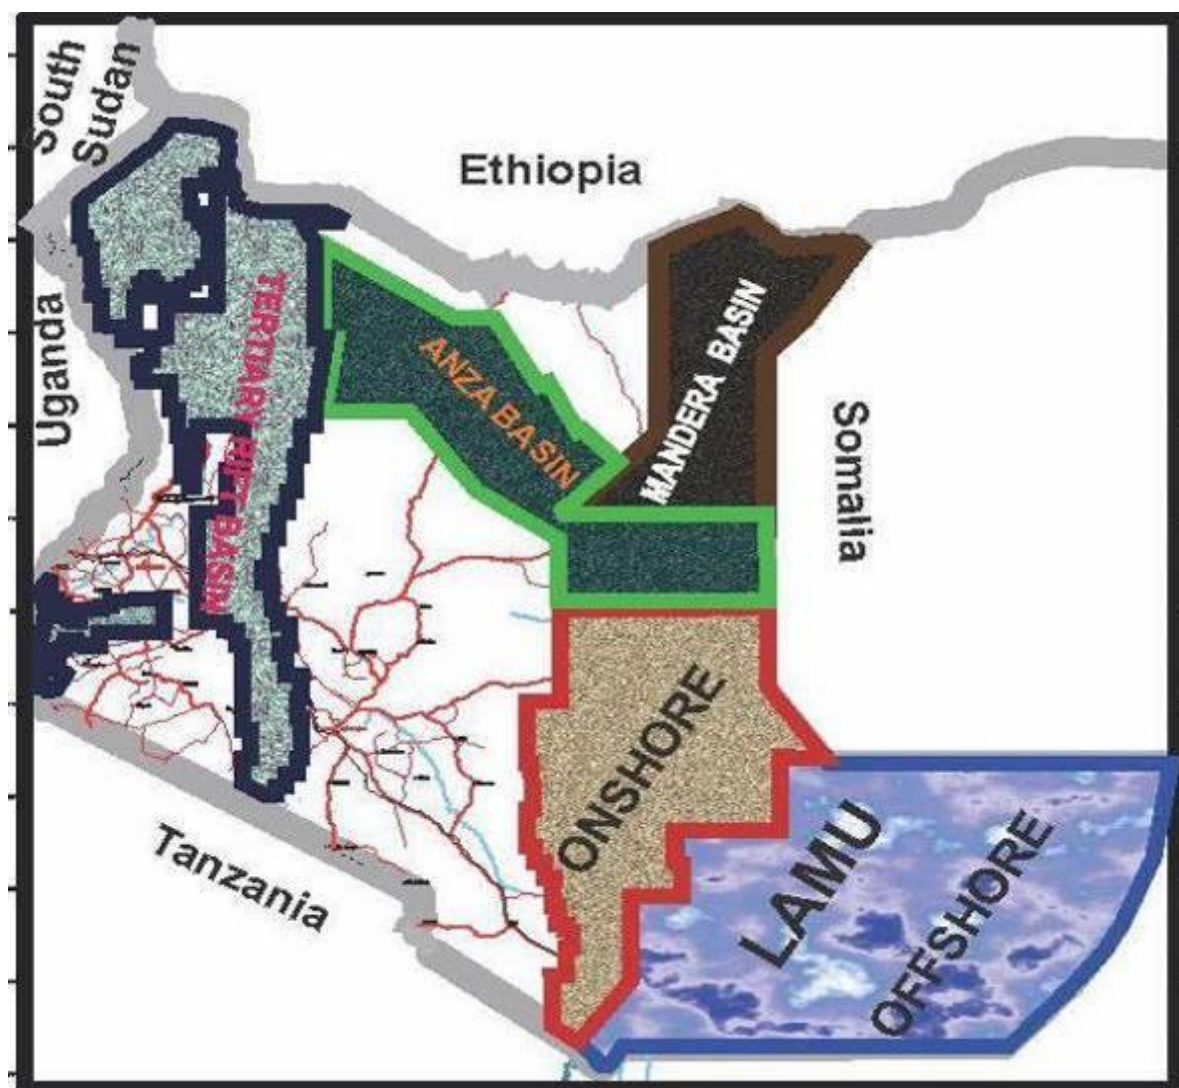 South
Sudan
Ethiopia
Uganda
TERTIARY RIFT BASIN
ANZA BASIN
MANDERA BASIN
Somalia
ONSHORE
LAMU
OFFSHORE
Tanzania